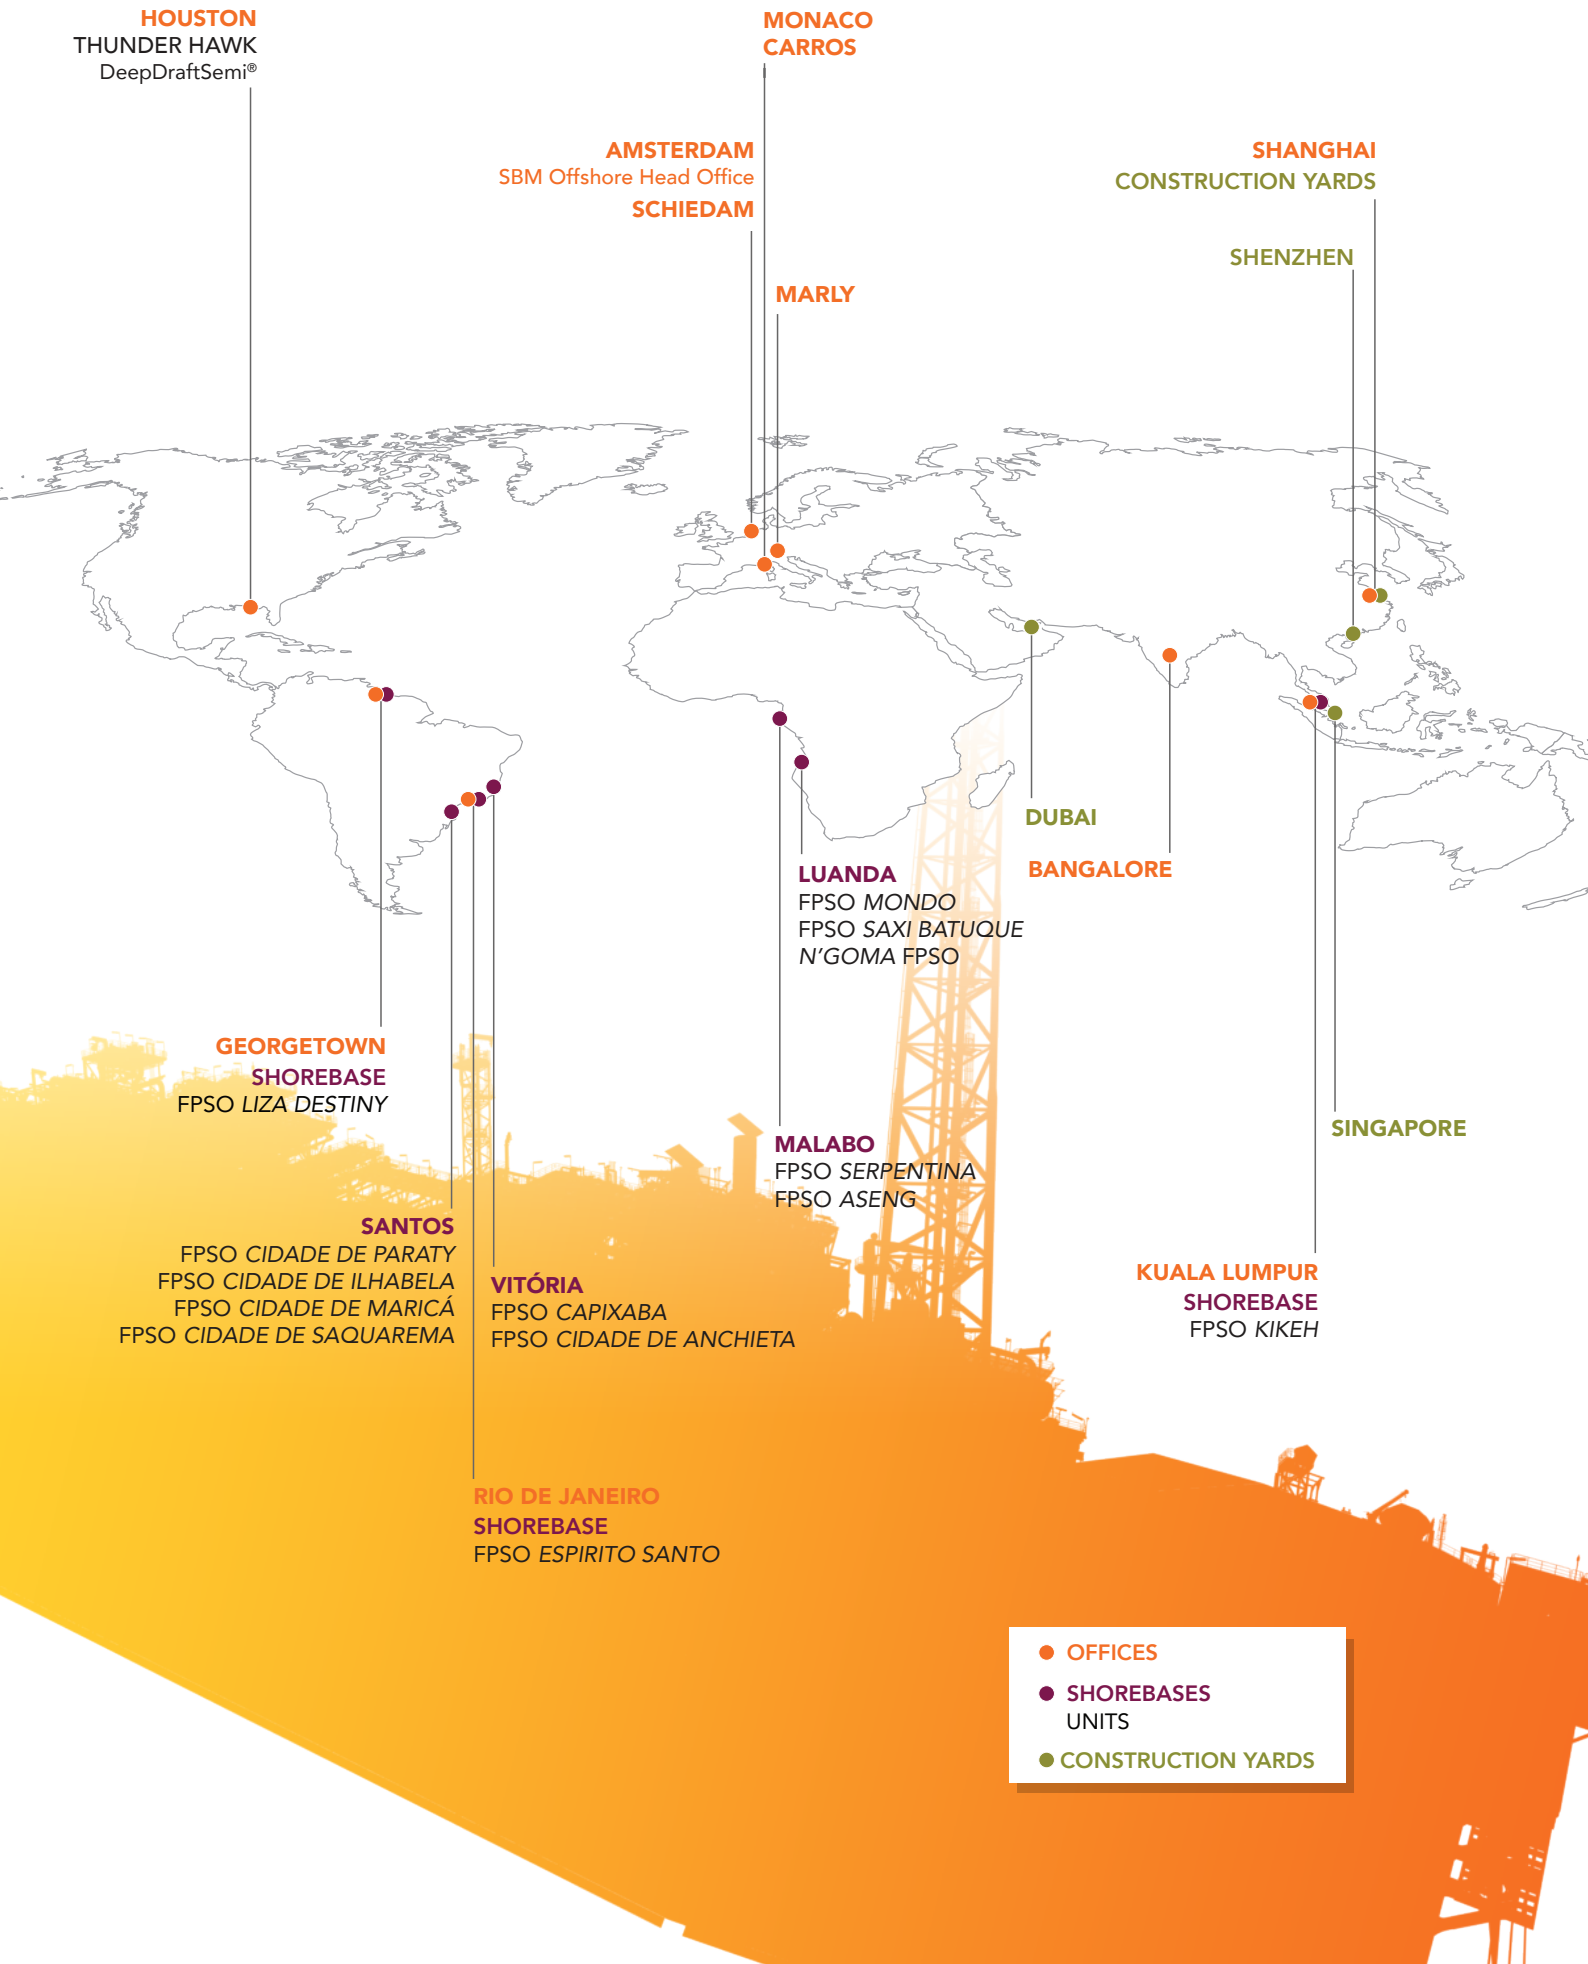 HOUSTON
THUNDER HAWK
DeepDraftSemi®
MONACO
CARROS
AMSTERDAM
SBM Offshore Head Office
SCHIEDAM
MARLY
SHANGHAI
CONSTRUCTION YARDS
SHENZHEN
DUBAI
BANGALORE
LUANDA
FPSO MONDO
FPSO SAXI BATUQUE
N’GOMA FPSO
GEORGETOWN
SHOREBASE
FPSO LIZA DESTINY
MALABO
FPSO SERPENTINA
FPSO ASENG
SINGAPORE
SANTOS
FPSO CIDADE DE PARATY
FPSO CIDADE DE ILHABELA
FPSO CIDADE DE MARICÁ
FPSO CIDADE DE SAQUAREMA
VITÓRIA
FPSO CAPIXABA
FPSO CIDADE DE ANCHIETA
KUALA LUMPUR
SHOREBASE
FPSO KIKEH
RIO DE JANEIRO
SHOREBASE
FPSO ESPIRITO SANTO
OFFICES
SHOREBASES
UNITS
CONSTRUCTION YARDS